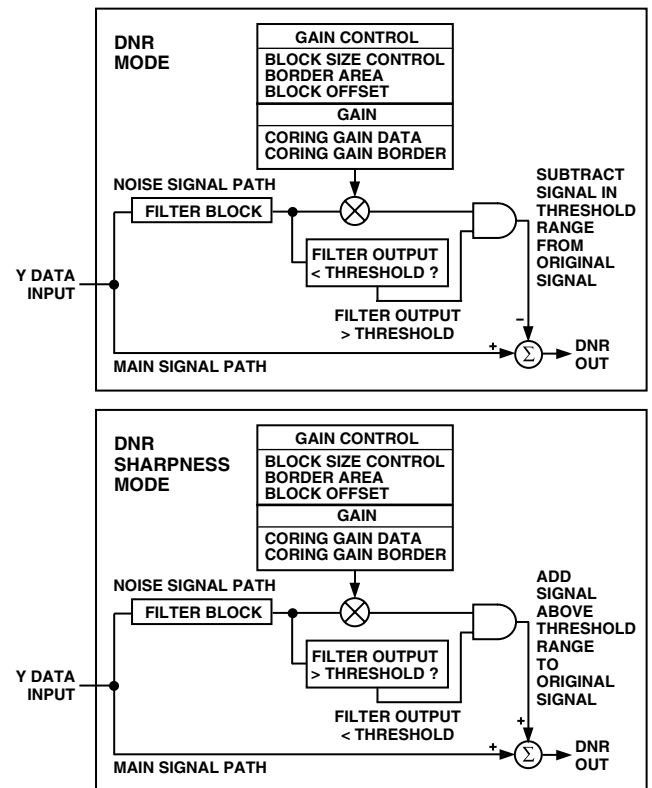 DNR
MODE
GAIN CONTROL
BLOCK SIZE CONTROL
BORDER AREA
BLOCK OFFSET
GAIN
CORING GAIN DATA
CORING GAIN BORDER
NOISE SIGNAL PATH
FILTER BLOCK
FILTER OUTPUT
< THRESHOLD ?
FILTER OUTPUT
> THRESHOLD
SUBTRACT
SIGNAL IN
THRESHOLD
RANGE
FROM
ORIGINAL
SIGNAL
Y DATA
INPUT
MAIN SIGNAL PATH
+
–
Σ
DNR
OUT
DNR
SHARPNESS
MODE
GAIN CONTROL
BLOCK SIZE CONTROL
BORDER AREA
BLOCK OFFSET
GAIN
CORING GAIN DATA
CORING GAIN BORDER
NOISE SIGNAL PATH
FILTER BLOCK
FILTER OUTPUT
> THRESHOLD ?
FILTER OUTPUT
< THRESHOLD
ADD
SIGNAL
ABOVE
THRESHOLD
RANGE
TO
ORIGINAL
SIGNAL
Y DATA
INPUT
MAIN SIGNAL PATH
+
+
Σ
DNR
OUT